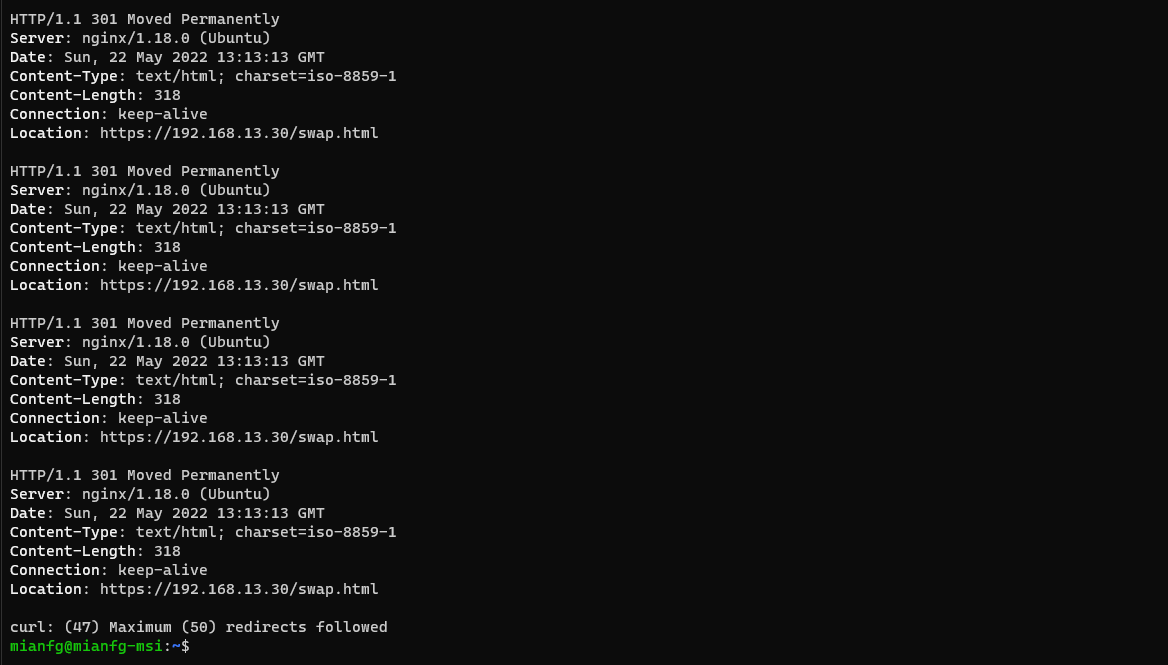 HTTP/1.1 301 Moved Permanently
Server: nginx/1.18.0 (Ubuntu)
Date: Sun, 22 May 2022 13:13:13 GMT
Content-Type: text/html; charset=iso-8859-1
Content-Length: 318
Connection: keep-alive
Location: https://192.168.13.30/swap.html

HTTP/1.1 301 Moved Permanently
Server: nginx/1.18.0 (Ubuntu)
Date: Sun, 22 May 2022 13:13:13 GMT
Content-Type: text/html; charset=iso-8859-1
Content-Length: 318
Connection: keep-alive
Location: https://192.168.13.30/swap.html

HTTP/1.1 301 Moved Permanently
Server: nginx/1.18.0 (Ubuntu)
Date: Sun, 22 May 2022 13:13:13 GMT
Content-Type: text/html; charset=iso-8859-1
Content-Length: 318
Connection: keep-alive
Location: https://192.168.13.30/swap.html

HTTP/1.1 301 Moved Permanently
Server: nginx/1.18.0 (Ubuntu)
Date: Sun, 22 May 2022 13:13:13 GMT
Content-Type: text/html; charset=iso-8859-1
Content-Length: 318
Connection: keep-alive
Location: https://192.168.13.30/swap.html

curl: (47) Maximum (50) redirects followed
mianfg@mianfg-msi:~$